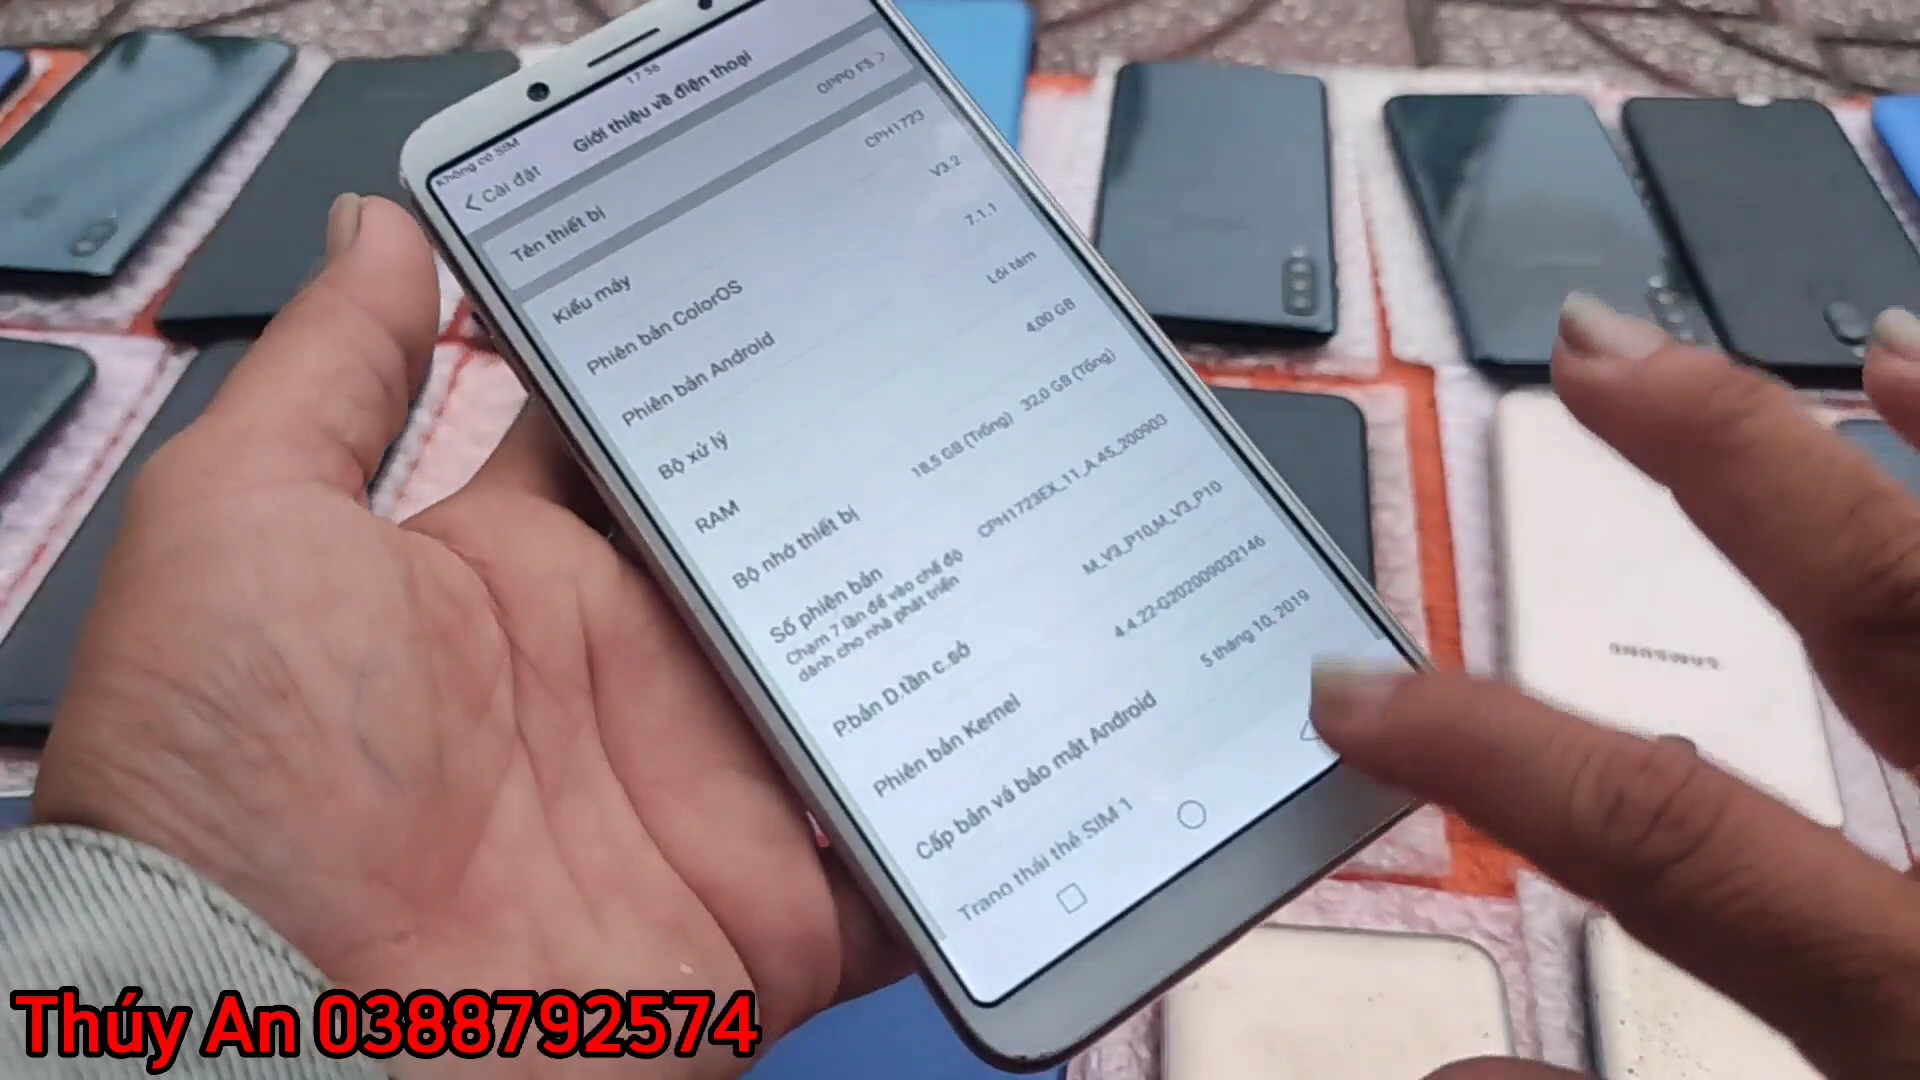 Không có SIM
17:56
Cài đặt
Giới thiệu về điện thoại
Tên thiết bị OPPO F5
Kiểu máy CPH1723
Phiên bản ColorOS V3.2
Phiên bản Android 7.1.1
Bộ xử lý Lõi tám
RAM 4,00 GB
Bộ nhớ thiết bị 18,5 GB (Trống) 32,0 GB (Tổng)
Số phiên bản CPH1723EX_11_A.45_200903
Chạm 7 lần để vào chế độ
dành cho nhà phát triển
P.bản D.tần c.sở M_V3_P10,M_V3_P10
Phiên bản Kernel 4.4.22-G202009032146
Cấp bản vá bảo mật Android 5 tháng 10, 2019
Trạng thái thẻ SIM 1
SAMSUNG
Thúy An 0388792574